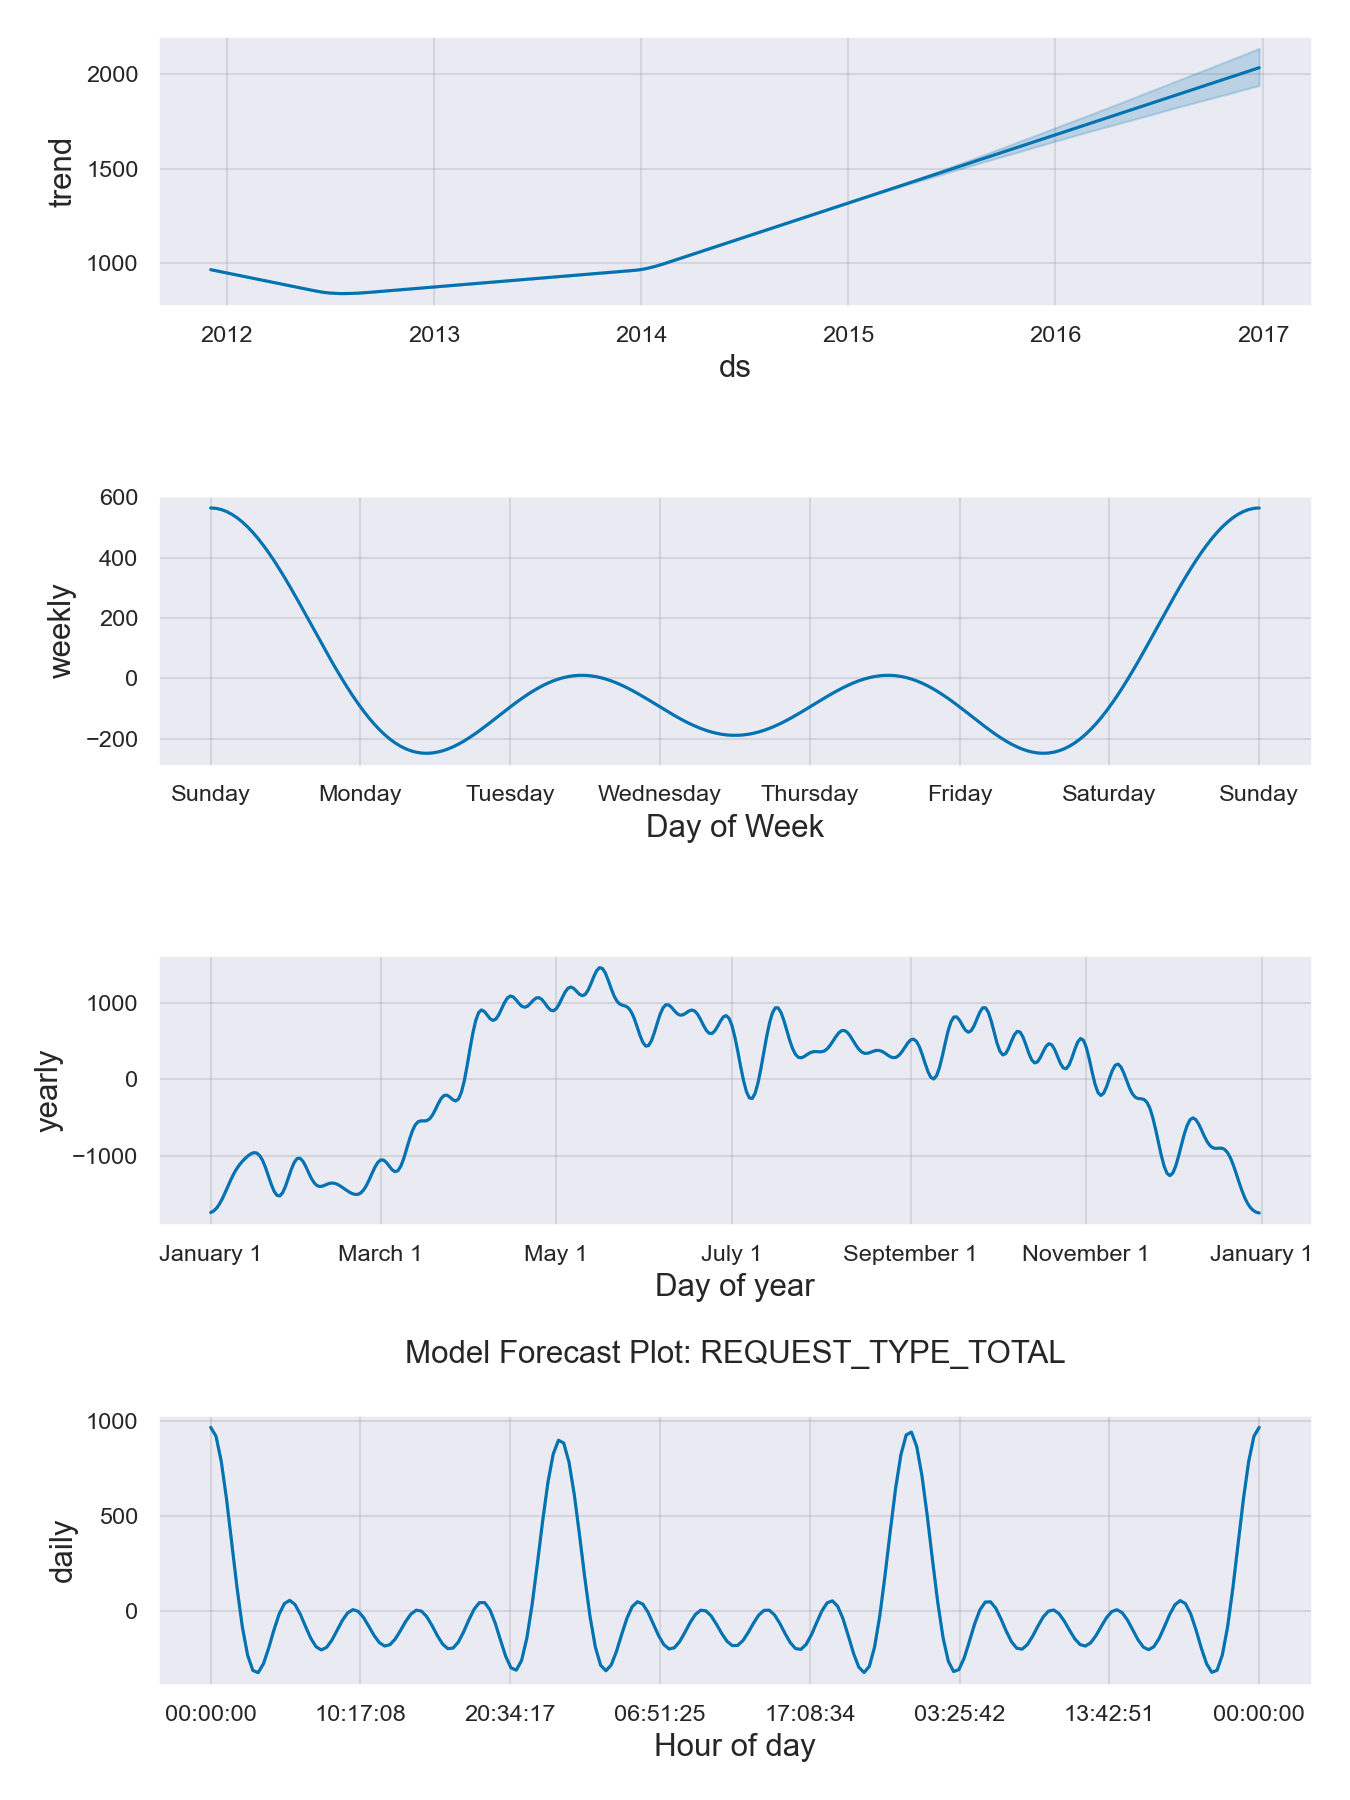 2000
1500
1000
trend
2012 2013 2014 2015 2016 2017
ds
600
400
200
0
−200
weekly
Sunday Monday Tuesday Wednesday Thursday Friday Saturday Sunday
Day of Week
1000
0
−1000
yearly
January 1 March 1 May 1 July 1 September 1 November 1 January 1
Day of year
Model Forecast Plot: REQUEST_TYPE_TOTAL
1000
500
0
daily
00:00:00 10:17:08 20:34:17 06:51:25 17:08:34 03:25:42 13:42:51 00:00:00
Hour of day